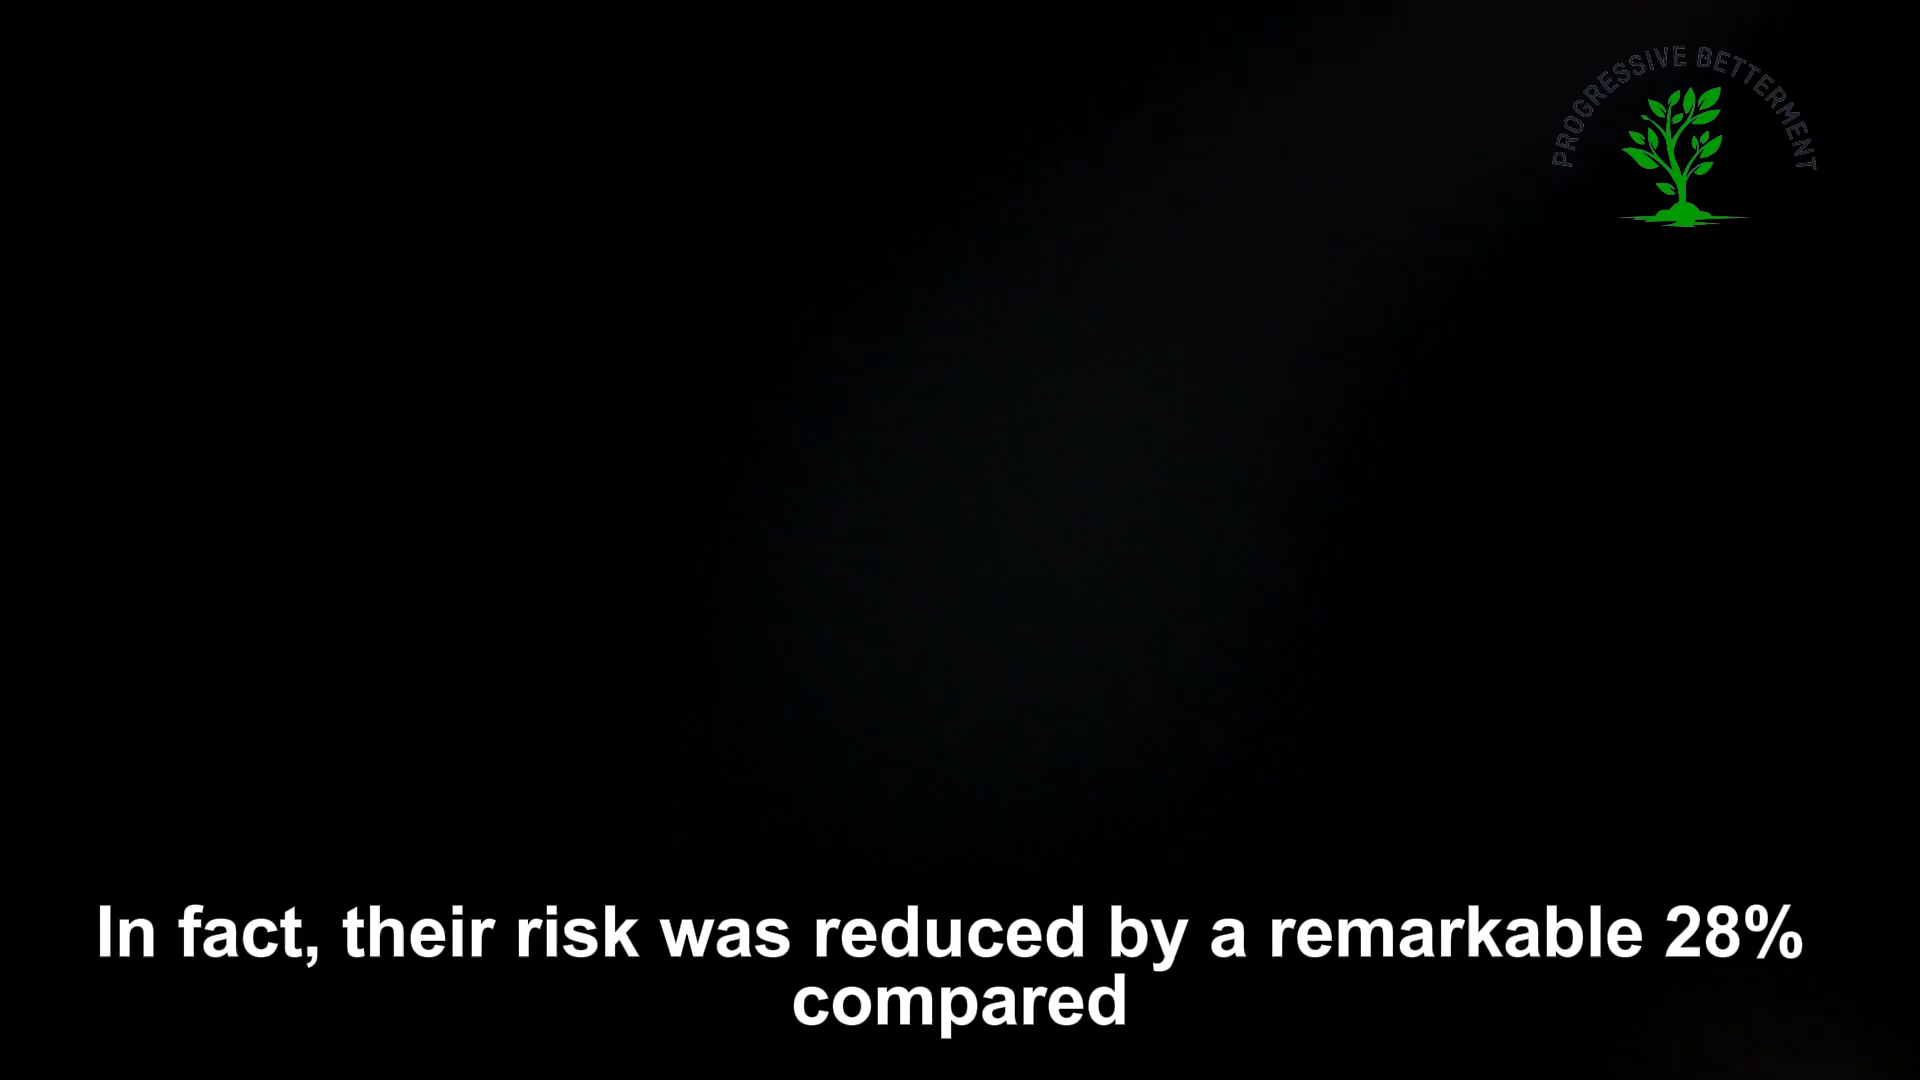 PROGRESSIVE BETTERMENT
In fact, their risk was reduced by a remarkable 28%
compared